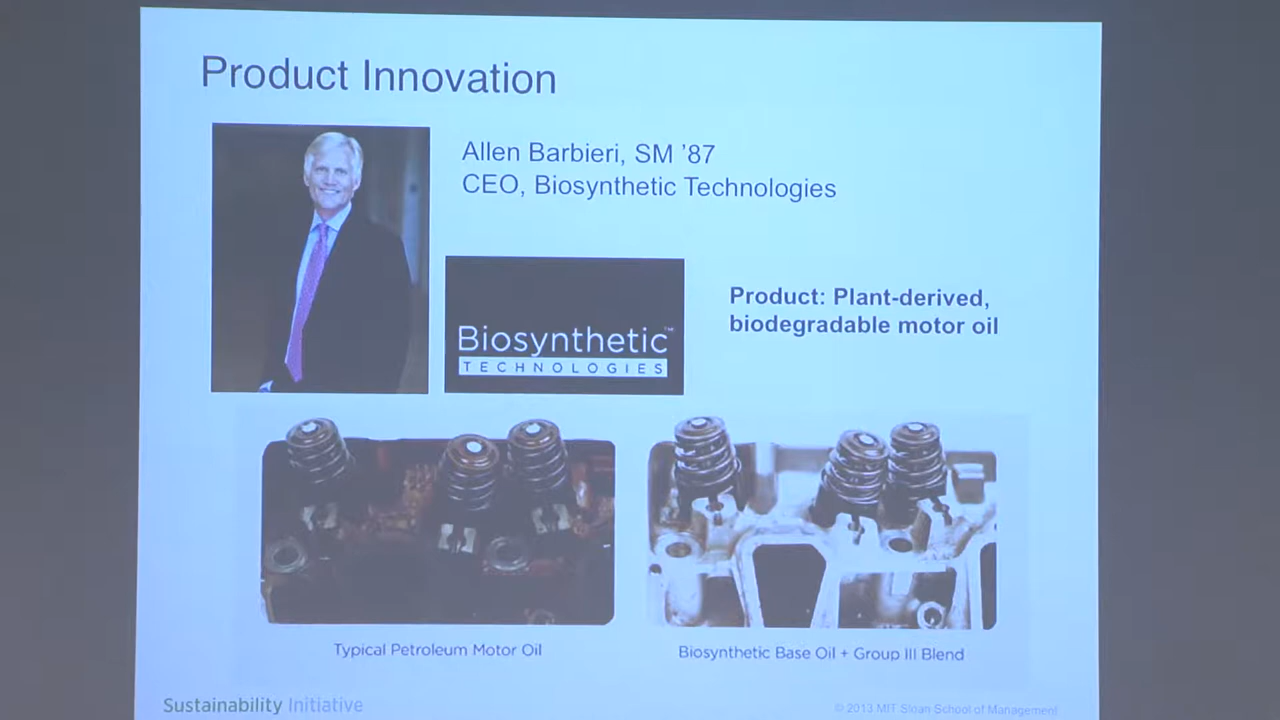 Product Innovation
Allen Barbieri, SM ’87
CEO, Biosynthetic Technologies
Biosynthetic™
TECHNOLOGIES
Product: Plant-derived,
biodegradable motor oil
Typical Petroleum Motor Oil
Biosynthetic Base Oil + Group III Blend
Sustainability Initiative
© 2013 MIT Sloan School of Management